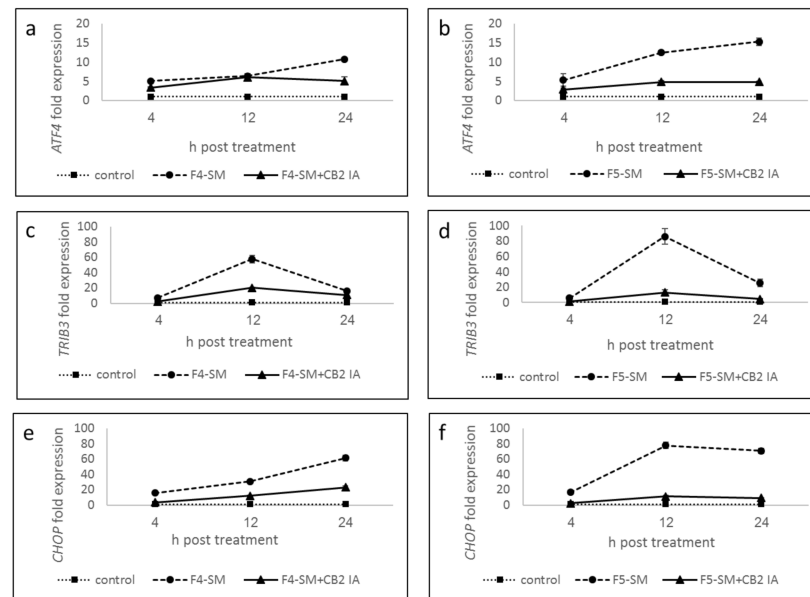 a
ATF4 fold expression
20
15
10
5
0
4 12 24
h post treatment
control F4-SM F4-SM+CB2 IA
b
ATF4 fold expression
20
15
10
5
0
4 12 24
h post treatment
control F5-SM F5-SM+CB2 IA
c
TRIB3 fold expression
100
80
60
40
20
0
4 12 24
h post treatment
control F4-SM F4-SM+CB2 IA
d
TRIB3 fold expression
100
80
60
40
20
0
4 12 24
h post treatment
control F5-SM F5-SM+CB2 IA
e
CHOP fold expression
100
80
60
40
20
0
4 12 24
h post treatment
control F4-SM F4-SM+CB2 IA
f
CHOP fold expression
100
80
60
40
20
0
4 12 24
h post treatment
control F5-SM F5-SM+CB2 IA